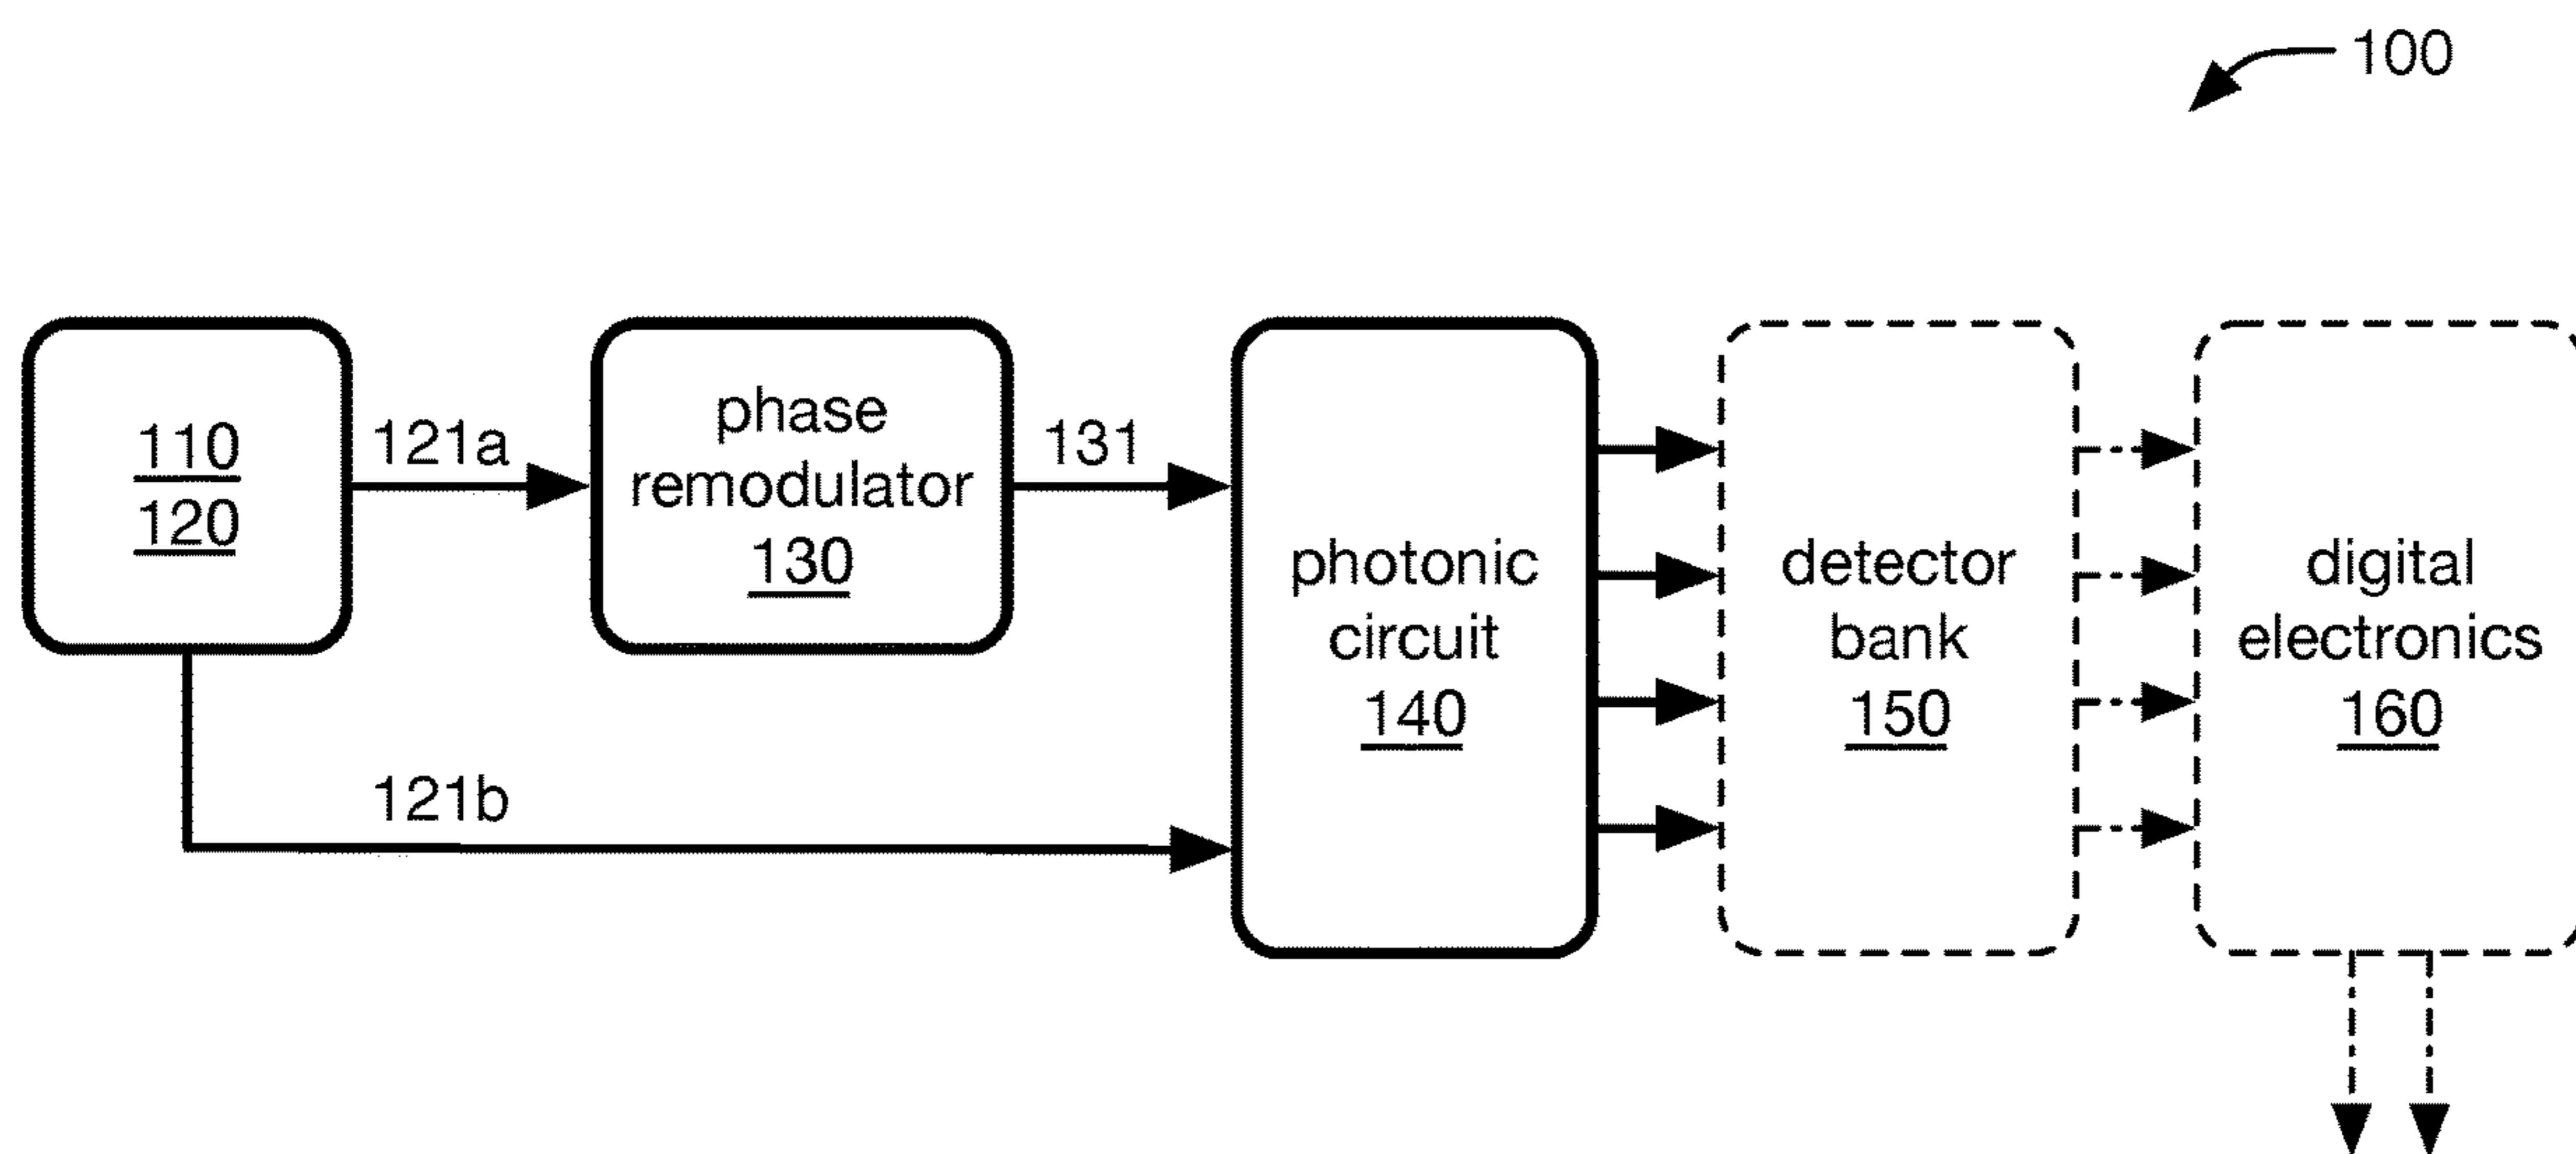 100
110
120
121a
phase
remodulator
130
131
121b
photonic
circuit
140
detector
bank
150
digital
electronics
160